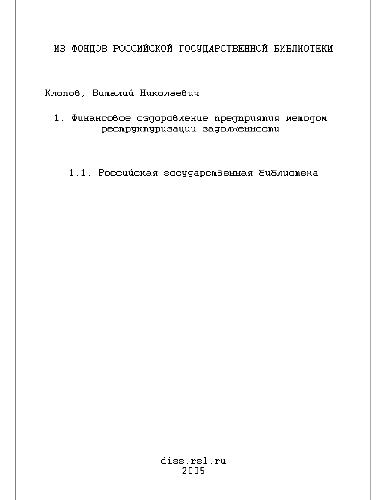 ИЗ ФОНДОВ РОССИЙСКОЙ ГОСУДАРСТВЕННОЙ БИБЛИОТЕКИ
Клопов, Виталий Николаевич
1. Финансовое оздоровление предприятия методом
реструктуризации задолженности
1.1. Российская государственная библиотека
diss.rsl.ru
2005